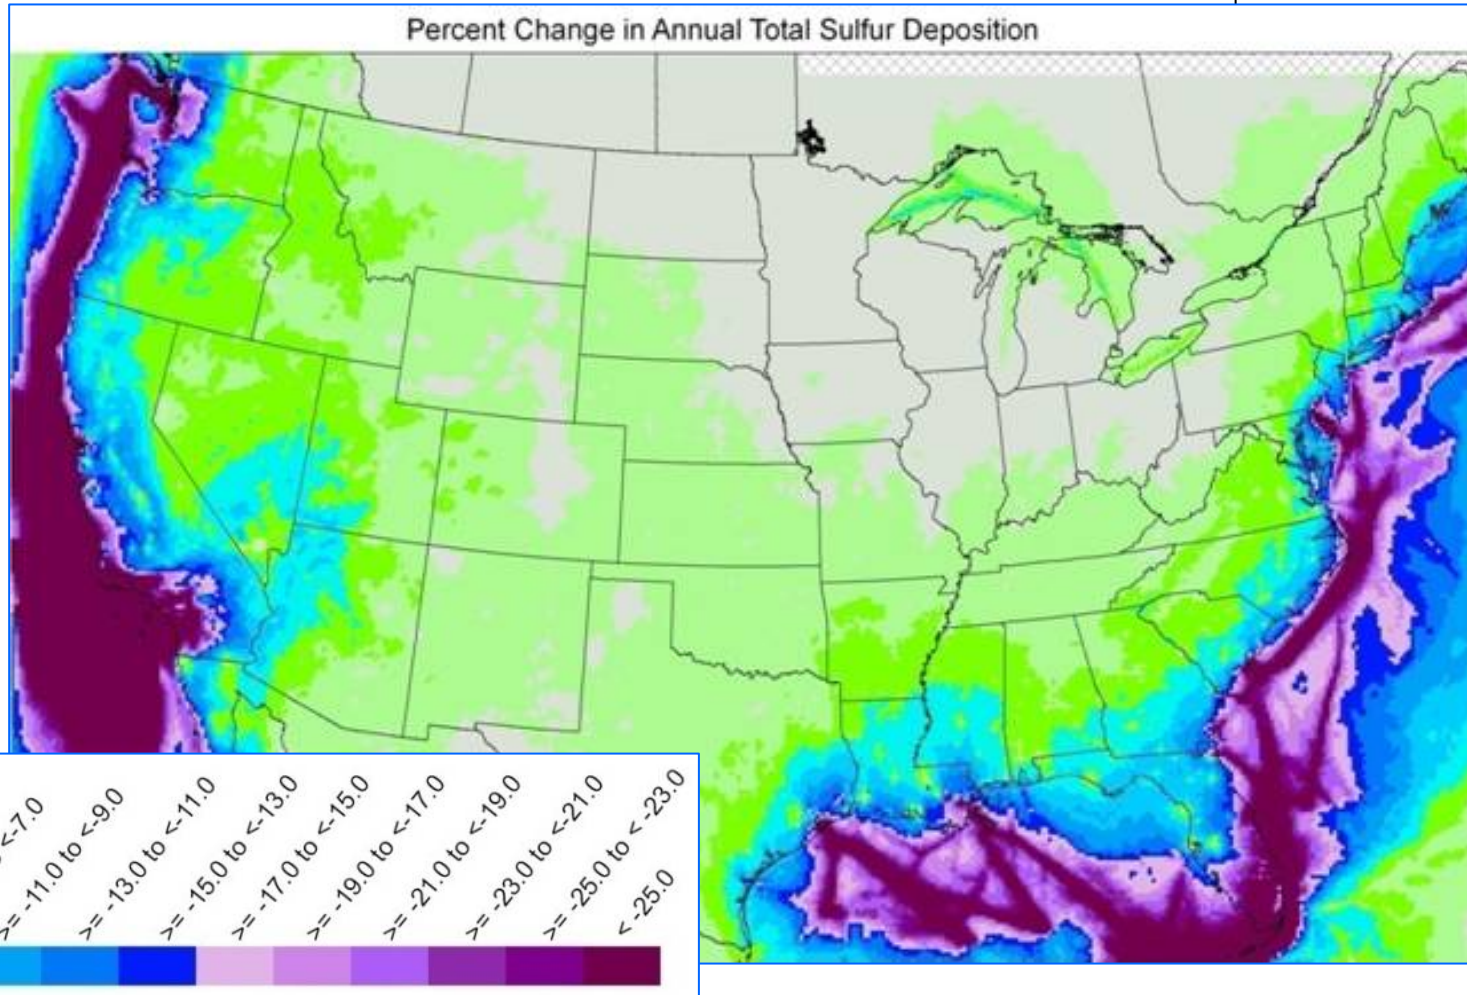 Percent Change in Annual Total Sulfur Deposition
<-7.0
>= -11.0 to <-9.0
>= -13.0 to <-11.0
>= -15.0 to <-13.0
>= -17.0 to <-15.0
>= -19.0 to <-17.0
>= -21.0 to <-19.0
>= -23.0 to <-21.0
>= -25.0 to < -23.0
< -25.0